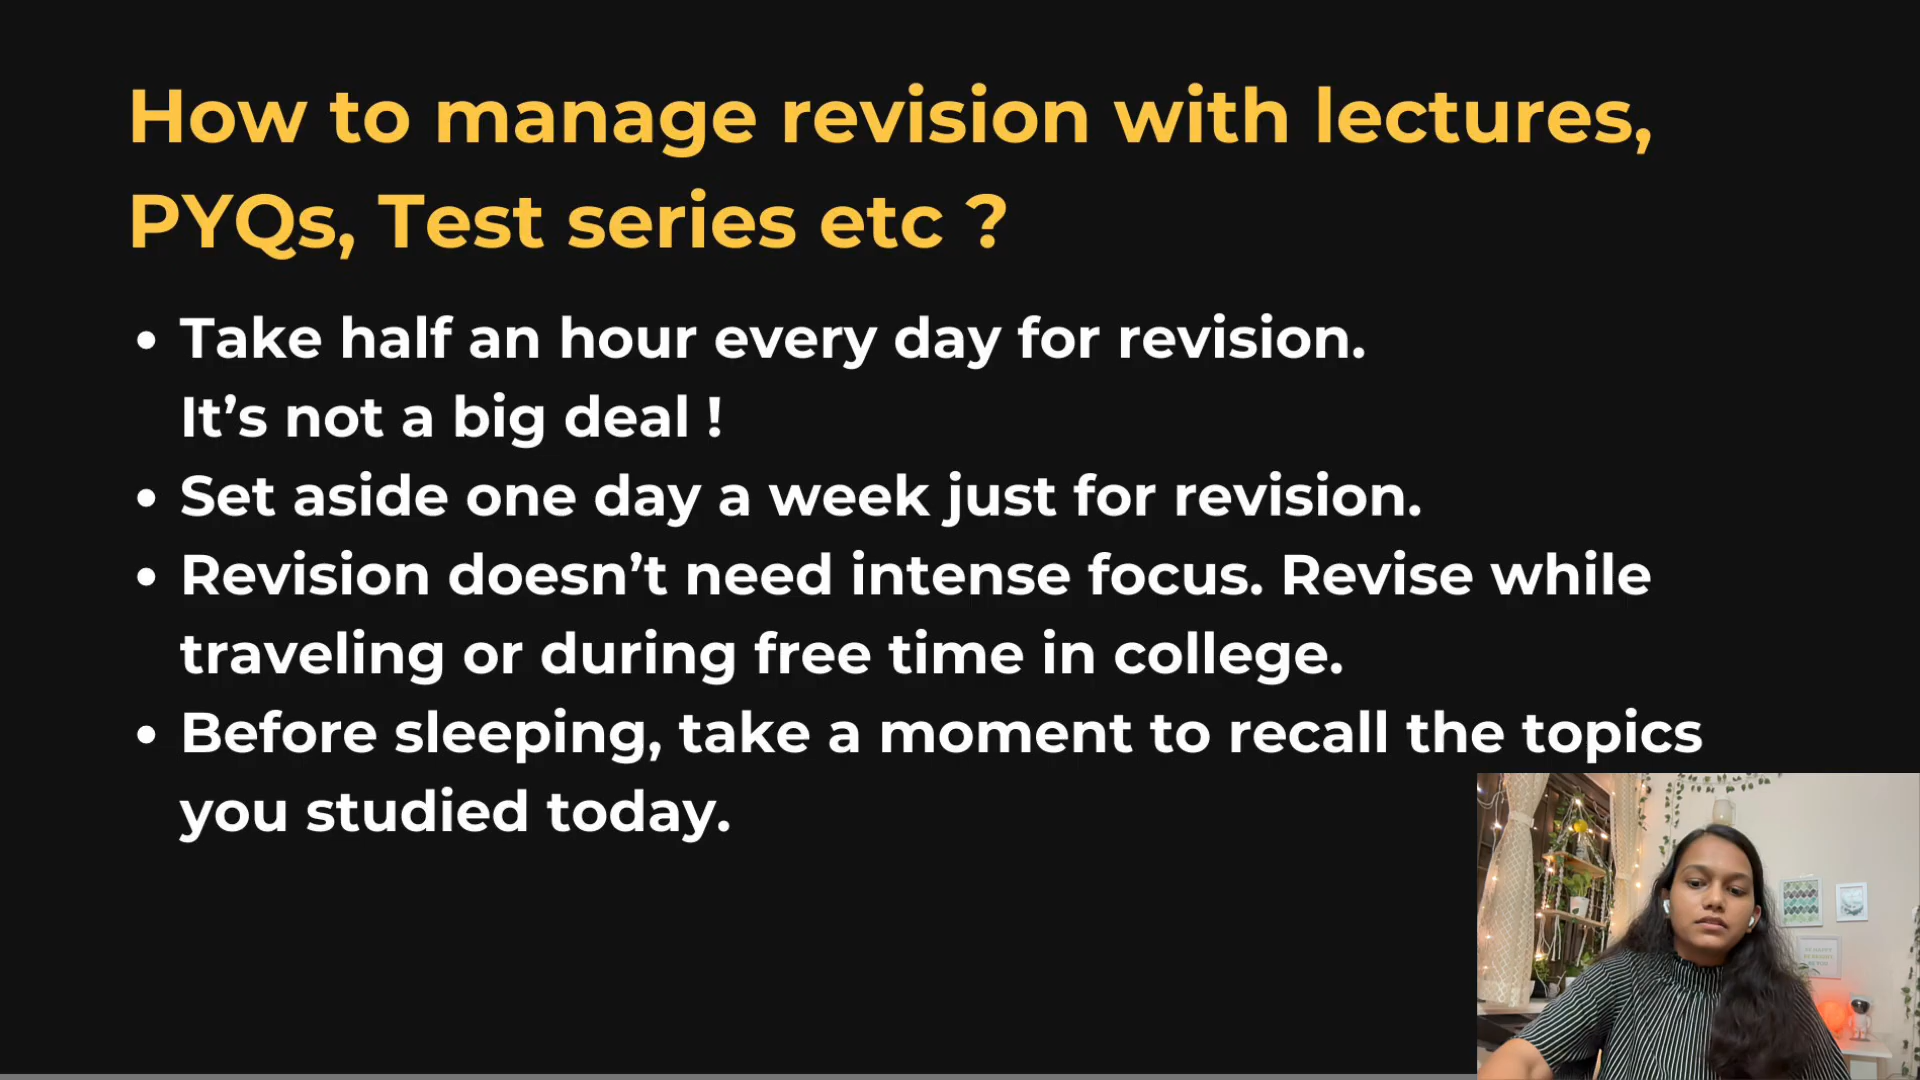 How to manage revision with lectures,
PYQs, Test series etc ?
• Take half an hour every day for revision.
It’s not a big deal !
• Set aside one day a week just for revision.
• Revision doesn’t need intense focus. Revise while
traveling or during free time in college.
• Before sleeping, take a moment to recall the topics
you studied today.